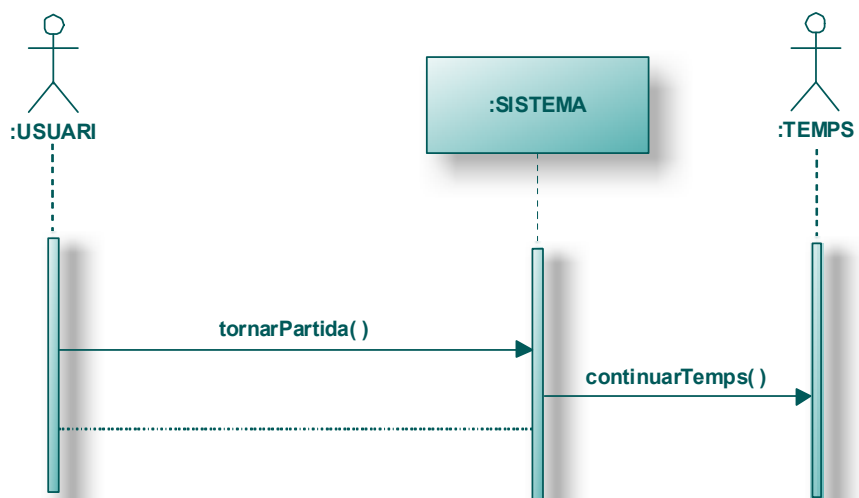 :USUARI
:SISTEMA
:TEMPS
tornarPartida( )
continuarTemps( )